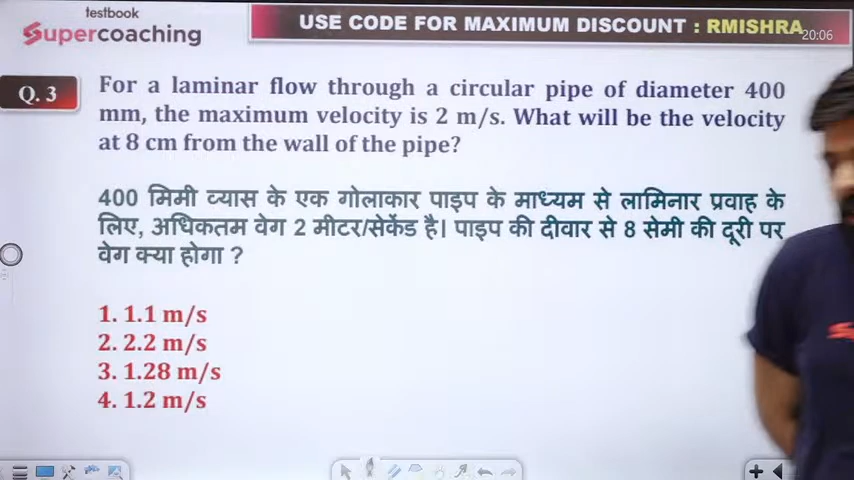 testbook
Supercoaching
USE CODE FOR MAXIMUM DISCOUNT : RMISHRA
20:06
Q. 3
For a laminar flow through a circular pipe of diameter 400
mm, the maximum velocity is 2 m/s. What will be the velocity
at 8 cm from the wall of the pipe?
400 मिमी व्यास के एक गोलाकार पाइप के माध्यम से लामिनार प्रवाह के
लिए, अधिकतम वेग 2 मीटर/सेकेंड है। पाइप की दीवार से 8 सेमी की दूरी पर
वेग क्या होगा ?
1. 1.1 m/s
2. 2.2 m/s
3. 1.28 m/s
4. 1.2 m/s